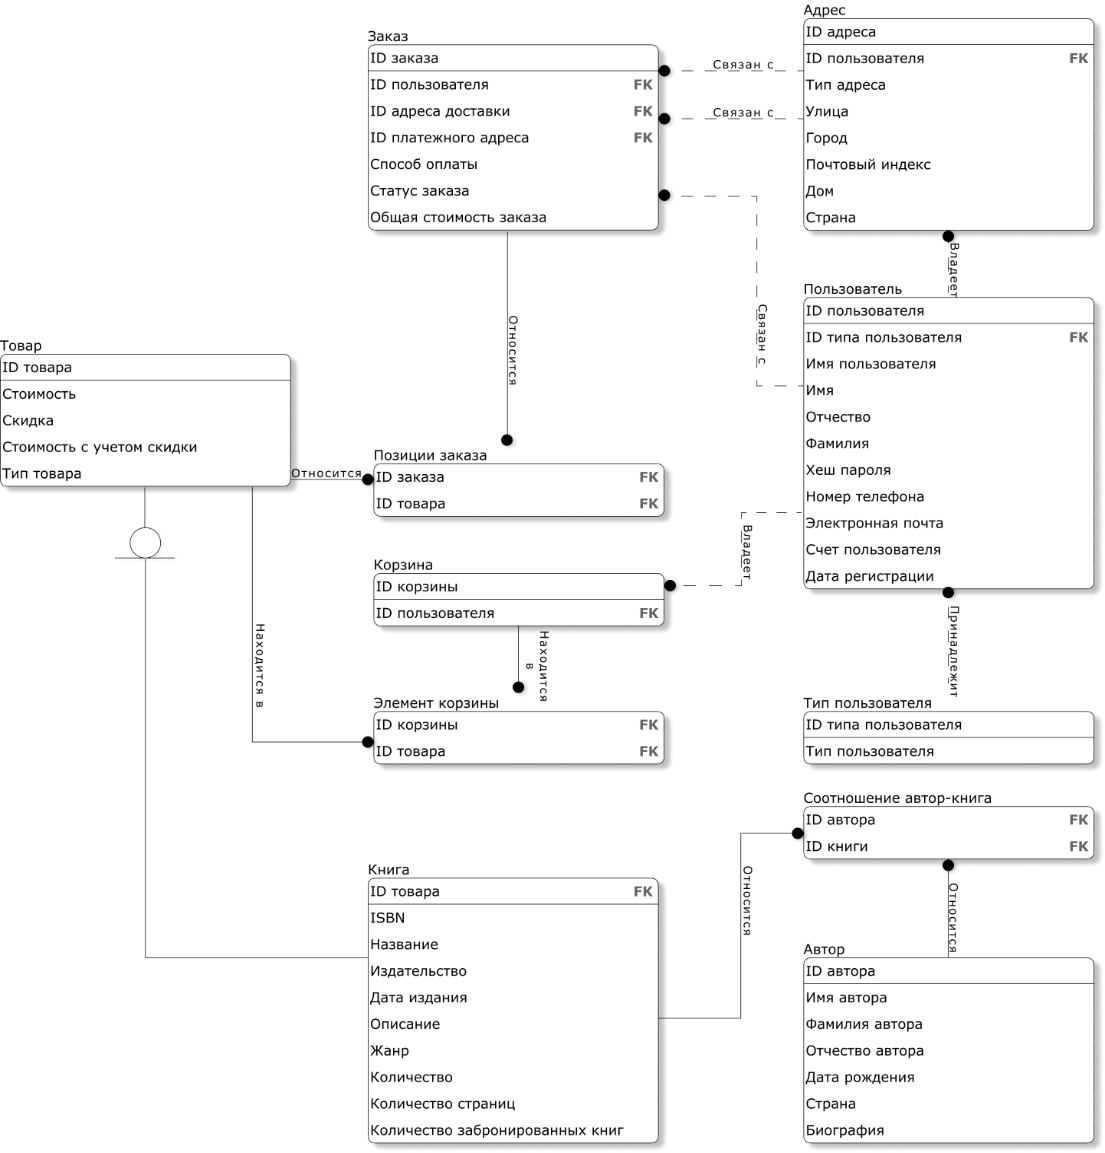 Заказ
ID заказа
ID пользователя FK
ID адреса доставки FK
ID платежного адреса FK
Способ оплаты
Статус заказа
Общая стоимость заказа
Связан с
Связан с
Связан с
Адрес
ID адреса
ID пользователя FK
Тип адреса
Улица
Город
Почтовый индекс
Дом
Страна
Владеет
Пользователь
ID пользователя
ID типа пользователя FK
Имя пользователя
Имя
Отчество
Фамилия
Хеш пароля
Номер телефона
Электронная почта
Счет пользователя
Дата регистрации
Относится
Товар
ID товара
Стоимость
Скидка
Стоимость с учетом скидки
Тип товара
Относится
Позиции заказа
ID заказа FK
ID товара FK
Владеет
Корзина
ID корзины
ID пользователя FK
Находится
в
Находится в
Элемент корзины
ID корзины FK
ID товара FK
Принадлежит
Тип пользователя
ID типа пользователя
Тип пользователя
Соотношение автор-книга
ID автора FK
ID книги FK
Относится
Относится
Книга
ID товара FK
ISBN
Название
Издательство
Дата издания
Описание
Жанр
Количество
Количество страниц
Количество забронированных книг
Автор
ID автора
Имя автора
Фамилия автора
Отчество автора
Дата рождения
Страна
Биография